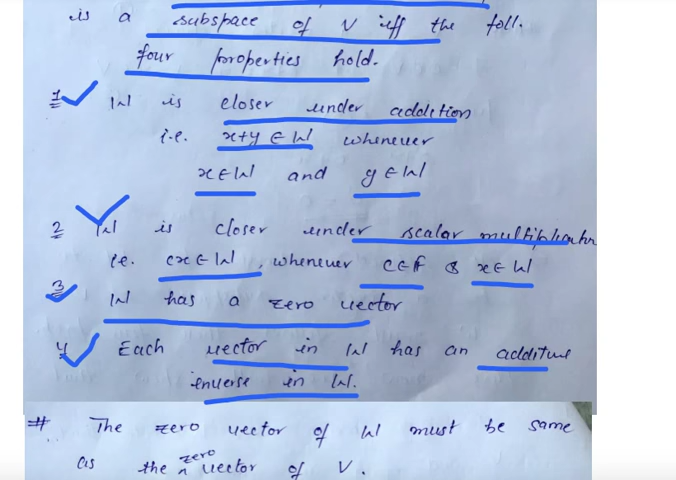 is a subspace of V iff the foll.
four properties hold.
1 W is closer under addition
i.e. x+y ∈ W whenever
x ∈ W and y ∈ W
2 W is closer under scalar multiplication
i.e. cx ∈ W, whenever c ∈ F & x ∈ W
3 W has a zero vector
4 Each vector in W has an additive
inverse in W.
# The zero vector of W must be same
as the zero vector of V.